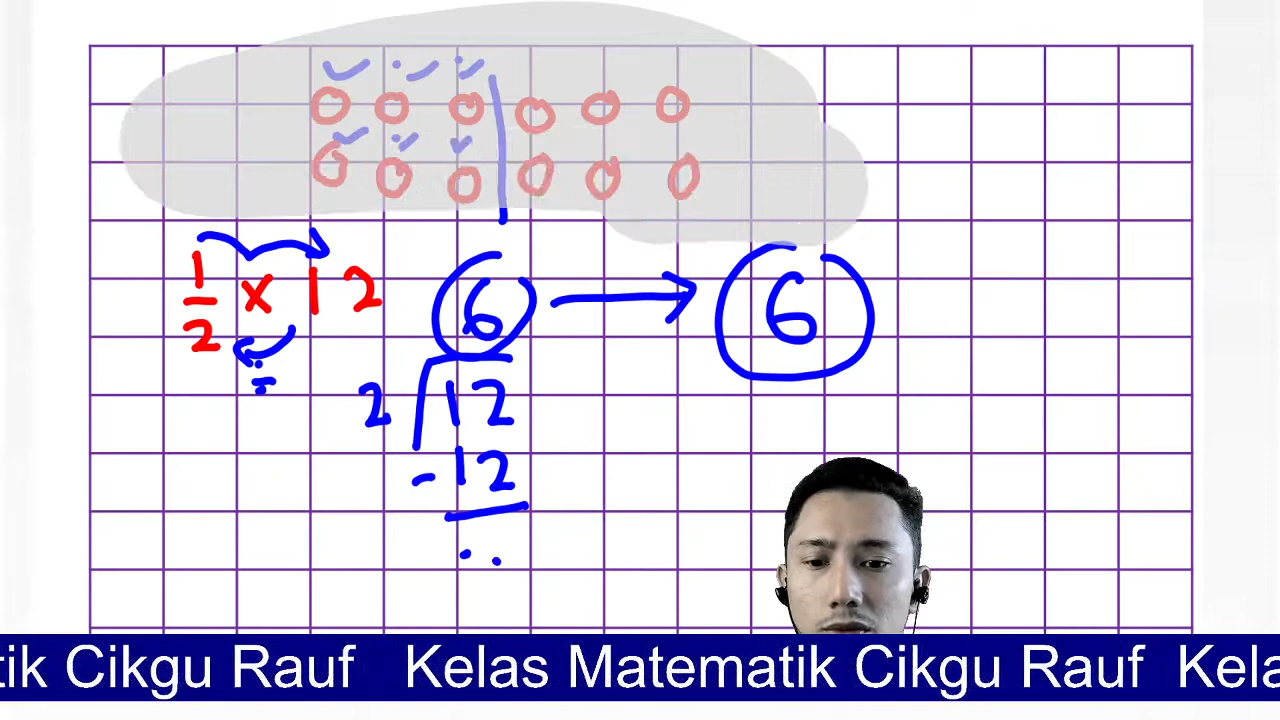 1/2 x 12
÷
6 → 6
2 12
- 12
tik Cikgu Rauf Kelas Matematik Cikgu Rauf Kela